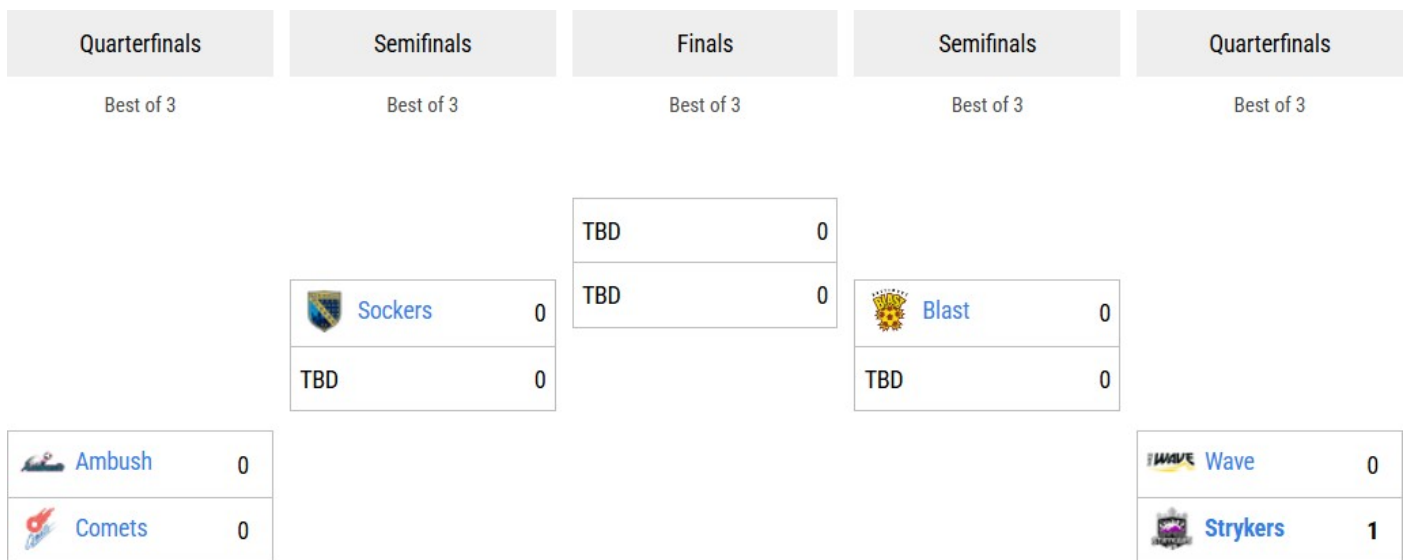 Quarterfinals Semifinals Finals Semifinals Quarterfinals
Best of 3 Best of 3 Best of 3 Best of 3 Best of 3
TBD 0
TBD 0
Sockers 0
TBD 0
BLAST Blast 0
TBD 0
Ambush 0
Comets 0
WAVE Wave 0
Strykers 1